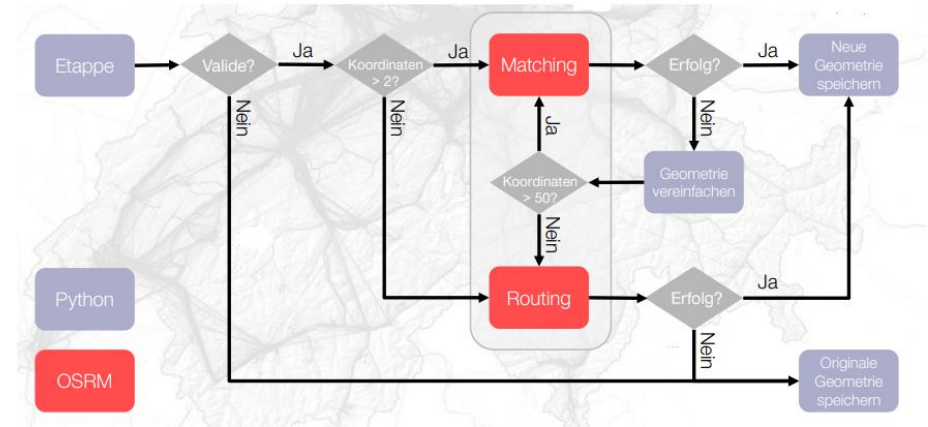 Etappe
Valide?
Ja
Koordinaten
> 2?
Ja
Matching
Erfolg?
Ja
Neue
Geometrie
speichern
Nein
Nein
Ja
Nein
Koordinaten
> 50?
Geometrie
vereinfachen
Nein
Python
Routing
Erfolg?
Ja
OSRM
Nein
Originale
Geometrie
speichern